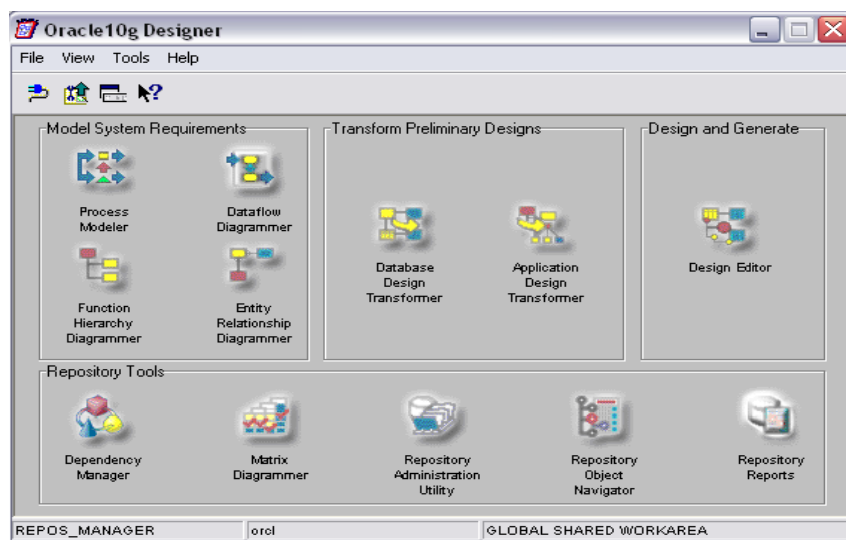 Oracle10g Designer
File View Tools Help
Model System Requirements
Process
Modeler
Dataflow
Diagrammer
Function
Hierarchy
Diagrammer
Entity
Relationship
Diagrammer
Transform Preliminary Designs
Database
Design
Transformer
Application
Design
Transformer
Design and Generate
Design Editor
Repository Tools
Dependency
Manager
Matrix
Diagrammer
Repository
Administration
Utility
Repository
Object
Navigator
Repository
Reports
REPOS_MANAGER
orcl
GLOBAL SHARED WORKAREA